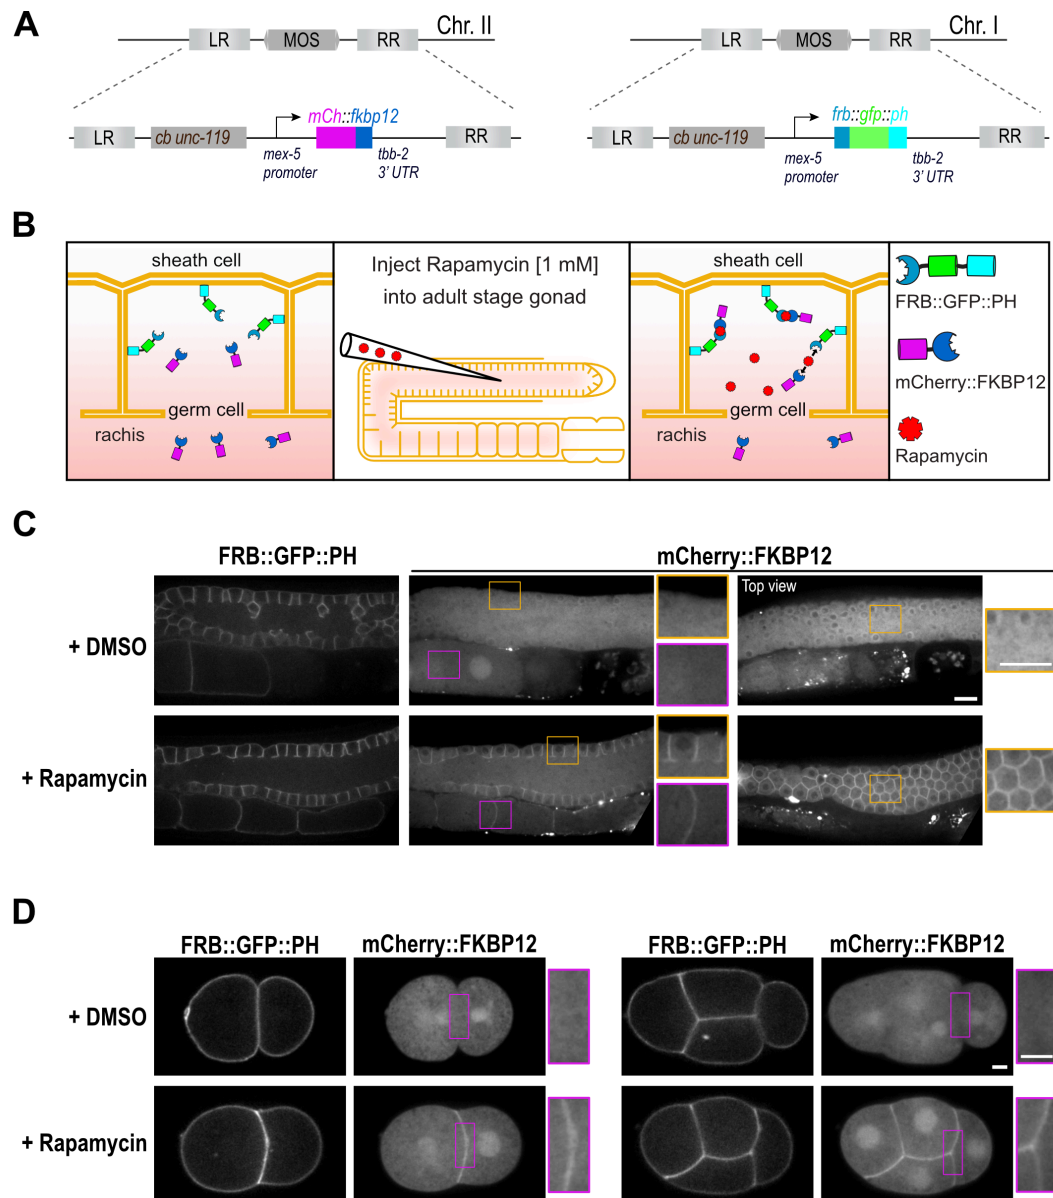 A
LR MOS RR Chr. II
LR MOS RR Chr. I
mCh::fkbp12
LR cb unc-119 RR
mex-5 promoter
tbb-2 3’ UTR
frb::gfp::ph
LR cb unc-119 RR
mex-5 promoter
tbb-2 3’ UTR
B
sheath cell
germ cell
rachis
Inject Rapamycin [1 mM]
into adult stage gonad
sheath cell
germ cell
rachis
FRB::GFP::PH
mCherry::FKBP12
Rapamycin
C
FRB::GFP::PH mCherry::FKBP12
+ DMSO
Top view
+ Rapamycin
D
FRB::GFP::PH mCherry::FKBP12 FRB::GFP::PH mCherry::FKBP12
+ DMSO
+ Rapamycin